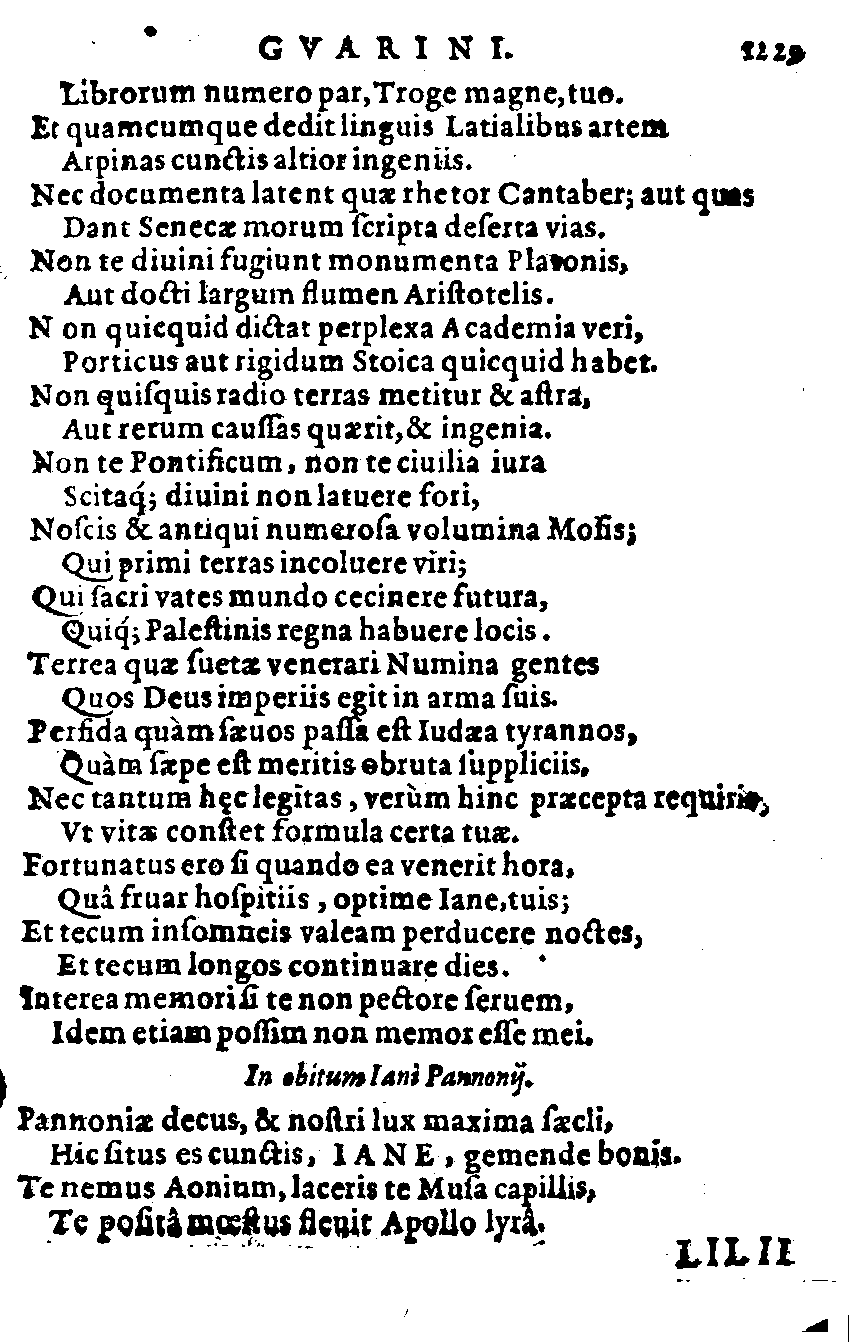 GVARINI. 1229
Librorum numero par, Troge magne, tuo.
Et quamcumque dedit linguis Latialibus artem
Arpinas cunctis altior ingeniis.
Nec documenta latent quæ rhetor Cantaber; aut quas
Dant Senecæ morum ſcripta deſerta vias.
Non te diuini fugiunt monumenta Platonis,
Aut docti largum flumen Ariſtotelis.
N on quicquid dictat perplexa Academia veri,
Porticus aut rigidum Stoica quicquid habet.
Non quiſquis radio terras metitur & aſtra,
Aut rerum cauſſas quærit, & ingenia.
Non te Pontificum, non te ciuilia iura
Scitaq́; diuini non latuere fori,
Noſcis & antiqui numeroſa volumina Moſis;
Qui primi terras incoluere viri;
Qui ſacri vates mundo cecinere futura,
Quiq́; Paleſtinis regna habuere locis.
Terrea quæ ſuetæ venerari Numina gentes
Quos Deus imperiis egit in arma ſuis.
Perfida quàm ſæuos paſſa eſt Iudæa tyrannos,
Quàm ſæpe eſt meritis obruta ſuppliciis,
Nec tantum hęc legitas, verùm hinc præcepta requiris,
Vt vitæ conſtet formula certa tuæ.
Fortunatus ero ſi quando ea venerit hora,
Quâ fruar hoſpitiis, optime Iane, tuis;
Et tecum inſomneis valeam perducere noctes,
Et tecum longos continuare dies.
Interea memori ſi te non pectore ſeruem,
Idem etiam poſſim non memor eſſe mei.
In obitum Iani Pannonij.
Pannoniæ decus, & noſtri lux maxima ſæcli,
Hic ſitus es cunctis, IANE, gemende bonis.
Te nemus Aonium, laceris te Muſa capillis,
Te poſitâ mœſtus fleuit Apollo lyrâ.
LILII